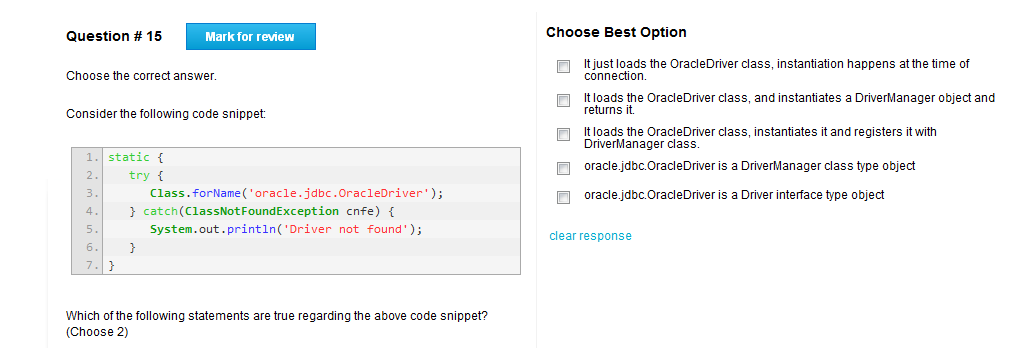 Question # 15
Mark for review
Choose the correct answer.
Consider the following code snippet:
1. static {
2. try {
3. Class.forName('oracle.jdbc.OracleDriver');
4. } catch(ClassNotFoundException cnfe) {
5. System.out.println('Driver not found');
6. }
7. }
Which of the following statements are true regarding the above code snippet?
(Choose 2)
Choose Best Option
It just loads the OracleDriver class, instantiation happens at the time of
connection.
It loads the OracleDriver class, and instantiates a DriverManager object and
returns it.
It loads the OracleDriver class, instantiates it and registers it with
DriverManager class.
oracle.jdbc.OracleDriver is a DriverManager class type object
oracle.jdbc.OracleDriver is a Driver interface type object
clear response